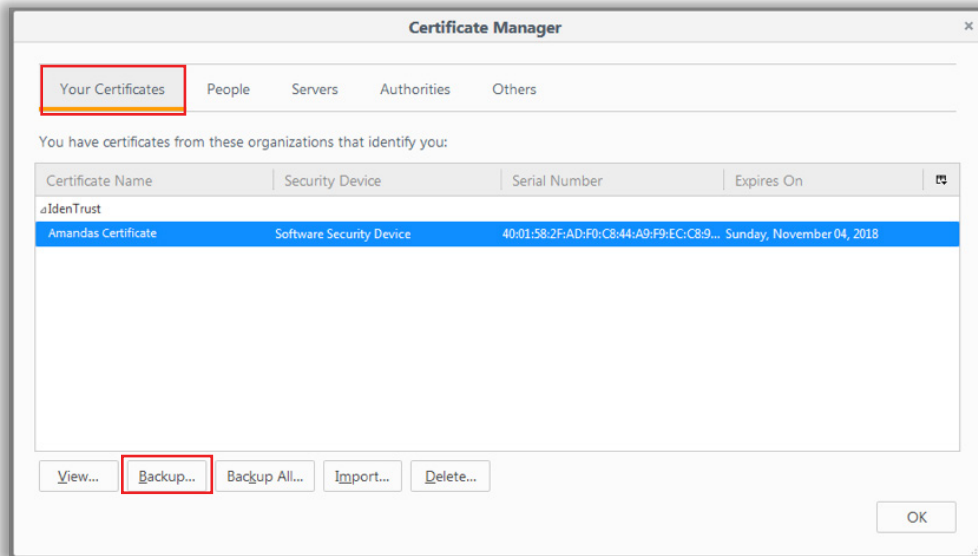 Certificate Manager
Your Certificates People Servers Authorities Others
You have certificates from these organizations that identify you:
Certificate Name Security Device Serial Number Expires On
IdenTrust
Amandas Certificate Software Security Device 40:01:58:2F:AD:F0:C8:44:A9:F9:EC:C8:9... Sunday, November 04, 2018
View... Backup... Backup All... Import... Delete...
OK